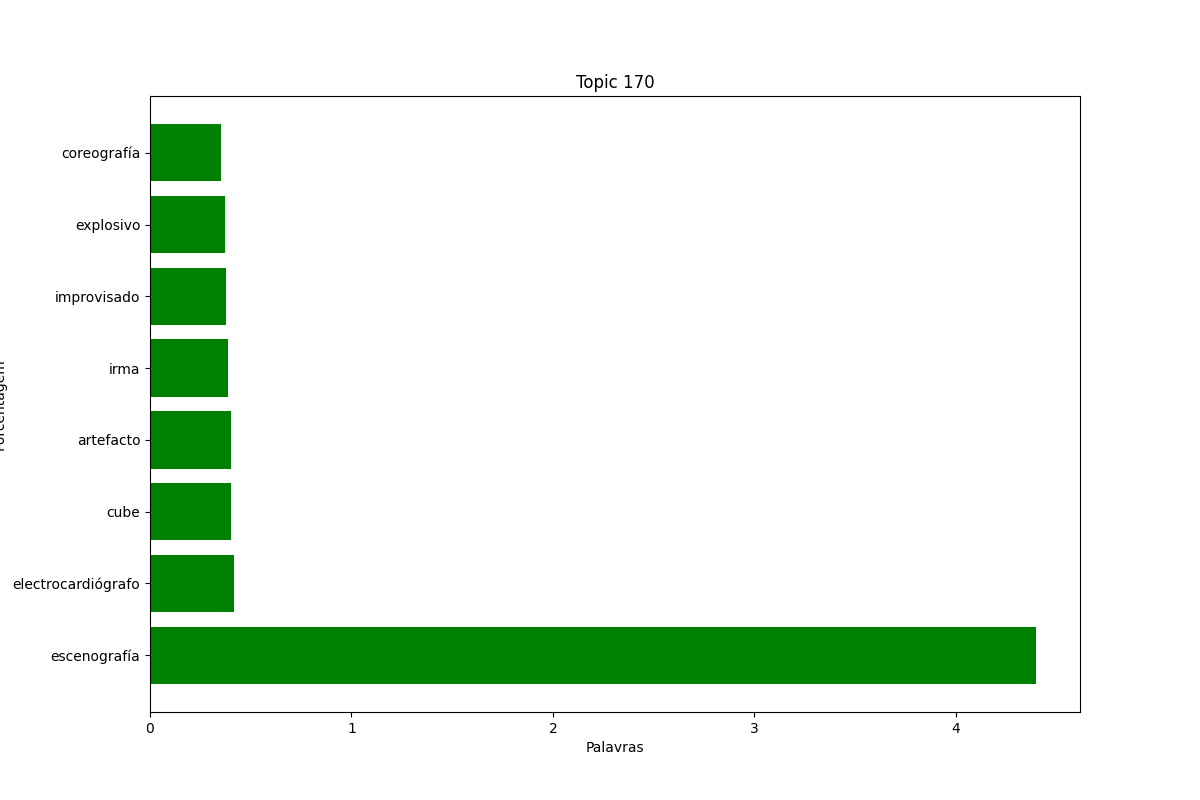 Topic 170
coreografía
explosivo
improvisado
irma
artefacto
cube
electrocardiógrafo
escenografía
0 1 2 3 4
Palavras